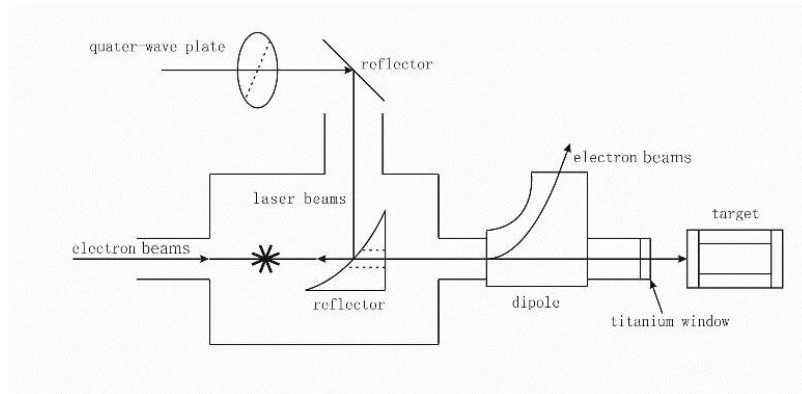 quater-wave plate
reflector
electron beams
laser beams
target
electron beams
reflector
dipole
titanium window